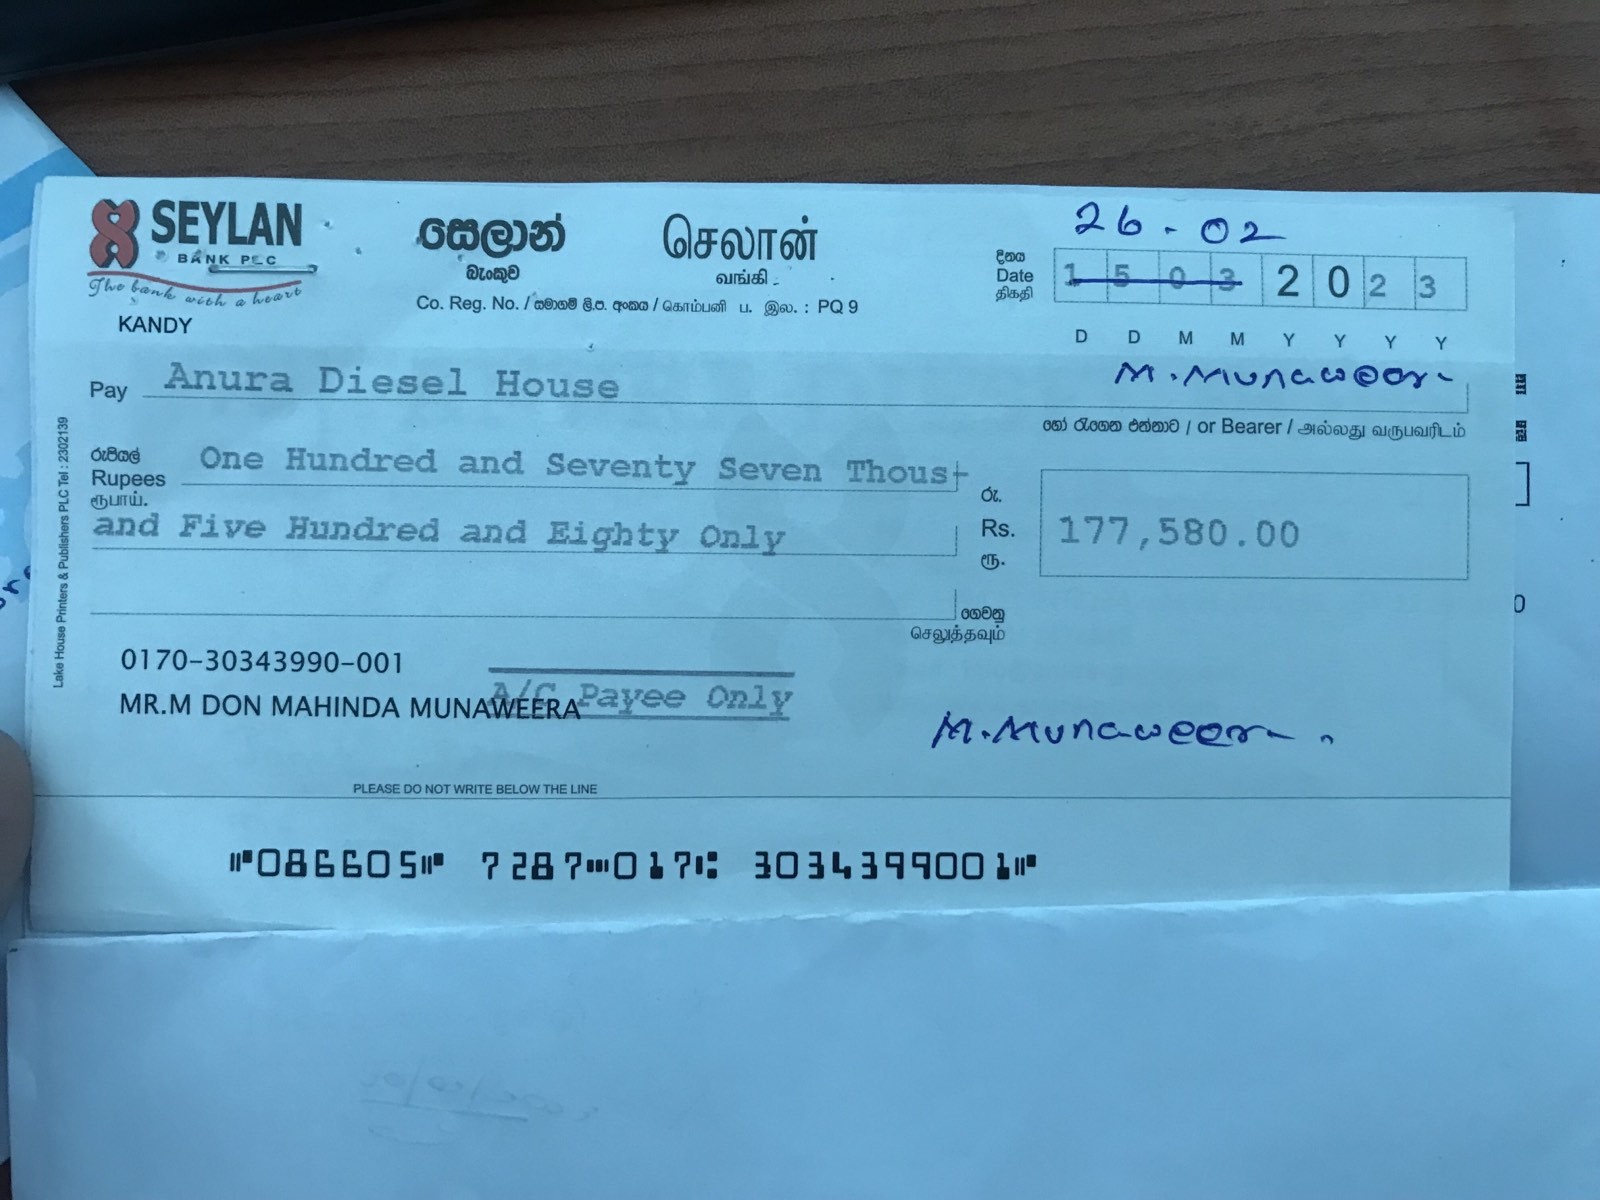 SEYLAN
BANK PLC
The bank with a heart
KANDY
සෙලාන්
බැංකුව
செலான்
வங்கி
Co. Reg. No. / සමාගම් ලි.ප. අංකය / கொம்பனி ப. இல. : PQ 9
26 - 02
දිනය
Date
திகதி
1 5 0 3 2 0 2 3
D D M M Y Y Y Y
M. Munaweera
Pay Anura Diesel House
හෝ රැගෙන එන්නාට / or Bearer / அல்லது வருபவரிடம்
රුපියල්
Rupees
ரூபாய்.
One Hundred and Seventy Seven Thous-
and Five Hundred and Eighty Only
රු.
Rs.
ரூ.
177,580.00
ගෙවනු
செலுத்தவும்
0170-30343990-001
MR.M DON MAHINDA MUNAWEERA
A/C Payee Only
M. Munaweera
PLEASE DO NOT WRITE BELOW THE LINE
⑈086605⑈ 7287⑉017⑆ 303439900 1⑈
Lake House Printers & Publishers PLC Tel : 2302139